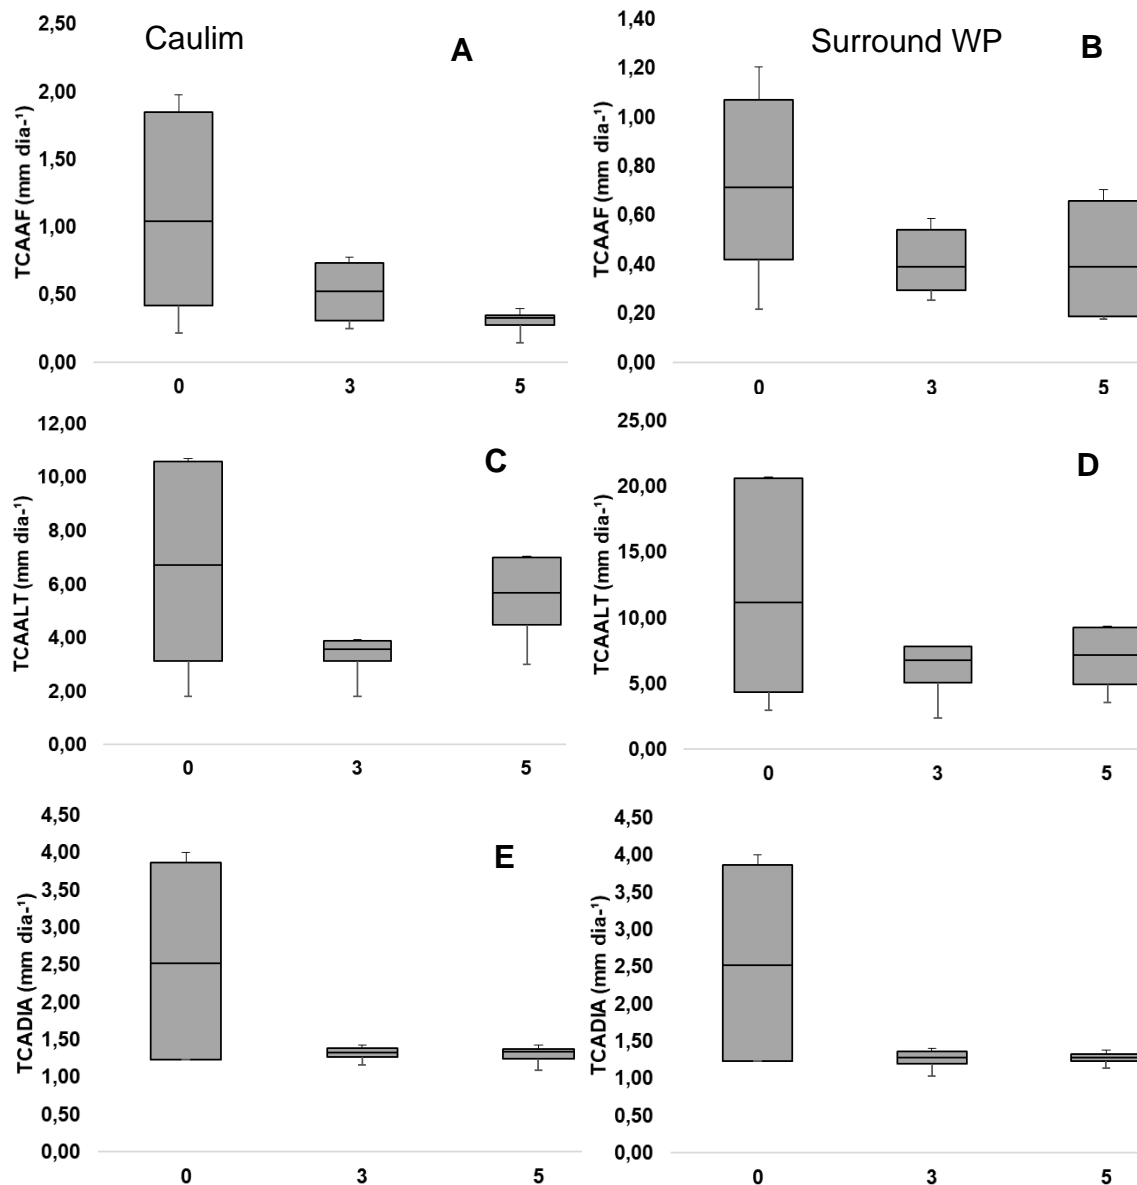 Caulim
A
TCAAF (mm dia-¹)
2,50
2,00
1,50
1,00
0,50
0,00
0 3 5
Surround WP
B
TCAAF (mm dia-¹)
1,40
1,20
1,00
0,80
0,60
0,40
0,20
0,00
0 3 5
C
TCAALT (mm dia-¹)
12,00
10,00
8,00
6,00
4,00
2,00
0,00
0 3 5
D
TCAALT (mm dia-¹)
25,00
20,00
15,00
10,00
5,00
0,00
0 3 5
E
TCADIA (mm dia-¹)
4,50
4,00
3,50
3,00
2,50
2,00
1,50
1,00
0,50
0,00
0 3 5
TCADIA (mm dia-¹)
4,50
4,00
3,50
3,00
2,50
2,00
1,50
1,00
0,50
0,00
0 3 5